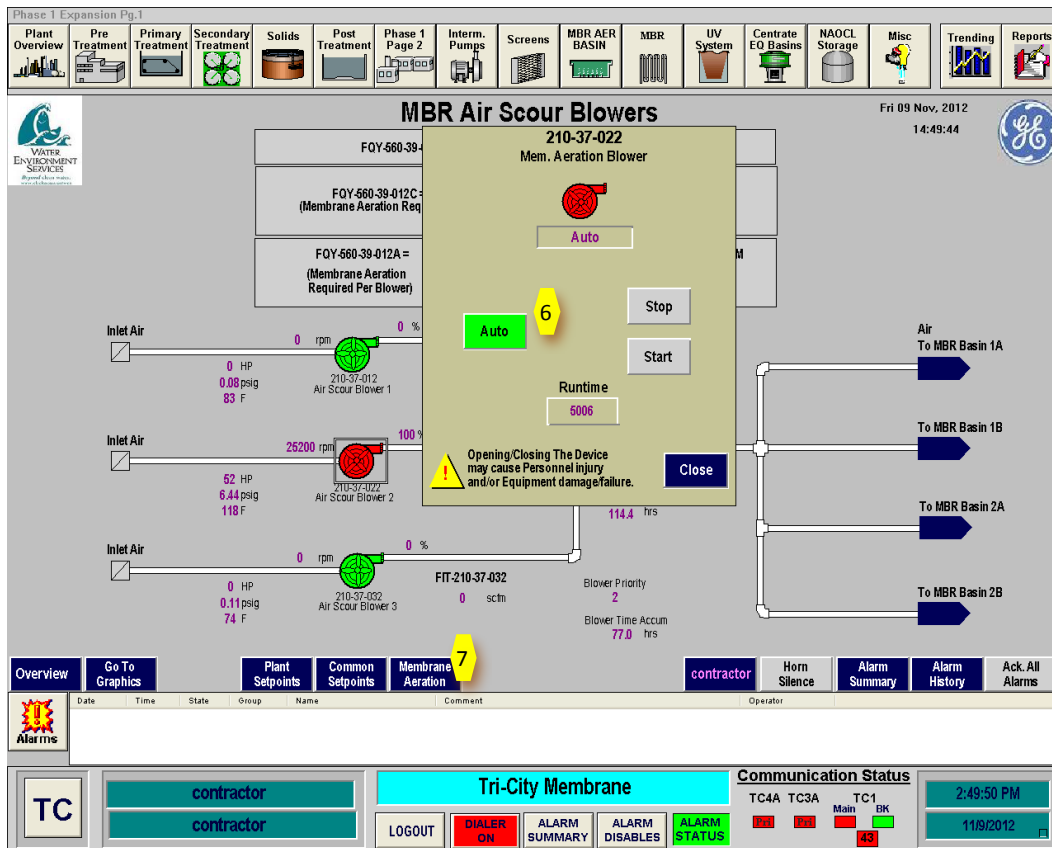 Phase 1 Expansion Pg.1
Plant Overview
Pre Treatment
Primary Treatment
Secondary Treatment
Solids
Post Treatment
Phase 1 Page 2
Interm. Pumps
Screens
MBR AER BASIN
MBR
UV System
Centrate EQ Basins
NAOCL Storage
Misc
Trending
Reports
WATER
ENVIRONMENT
SERVICES
MBR Air Scour Blowers
Fri 09 Nov, 2012
14:49:44
GE
FQY-560-39-
FQY-560-39-012C =
(Membrane Aeration Req
FQY-560-39-012A =
M
(Membrane Aeration
Required Per Blower)
210-37-022
Mem. Aeration Blower
Auto
Auto
6
Stop
Start
Runtime
5006
Opening/Closing The Device
may cause Personnel injury
and/or Equipment damage/failure.
Close
Inlet Air
0 rpm
0 %
0 HP
0.08 psig
83 F
210-37-012
Air Scour Blower 1
Inlet Air
25200 rpm
100 %
52 HP
6.44 psig
118 F
210-37-022
Air Scour Blower 2
114.4 hrs
Inlet Air
0 rpm
0 %
0 HP
0.11 psig
74 F
210-37-032
Air Scour Blower 3
FIT-210-37-032
0 scfm
Blower Priority
2
Blower Time Accum
77.0 hrs
Air
To MBR Basin 1A
To MBR Basin 1B
To MBR Basin 2A
To MBR Basin 2B
7
Overview
Go To Graphics
Plant Setpoints
Common Setpoints
Membrane Aeration
contractor
Horn Silence
Alarm Summary
Alarm History
Ack. All Alarms
Alarms
Date Time State Group Name Comment Operator
TC
contractor
contractor
Tri-City Membrane
LOGOUT
DIALER ON
ALARM SUMMARY
ALARM DISABLES
ALARM STATUS
Communication Status
TC4A TC3A TC1
Main BK
Pri Pri
43
2:49:50 PM
11/9/2012